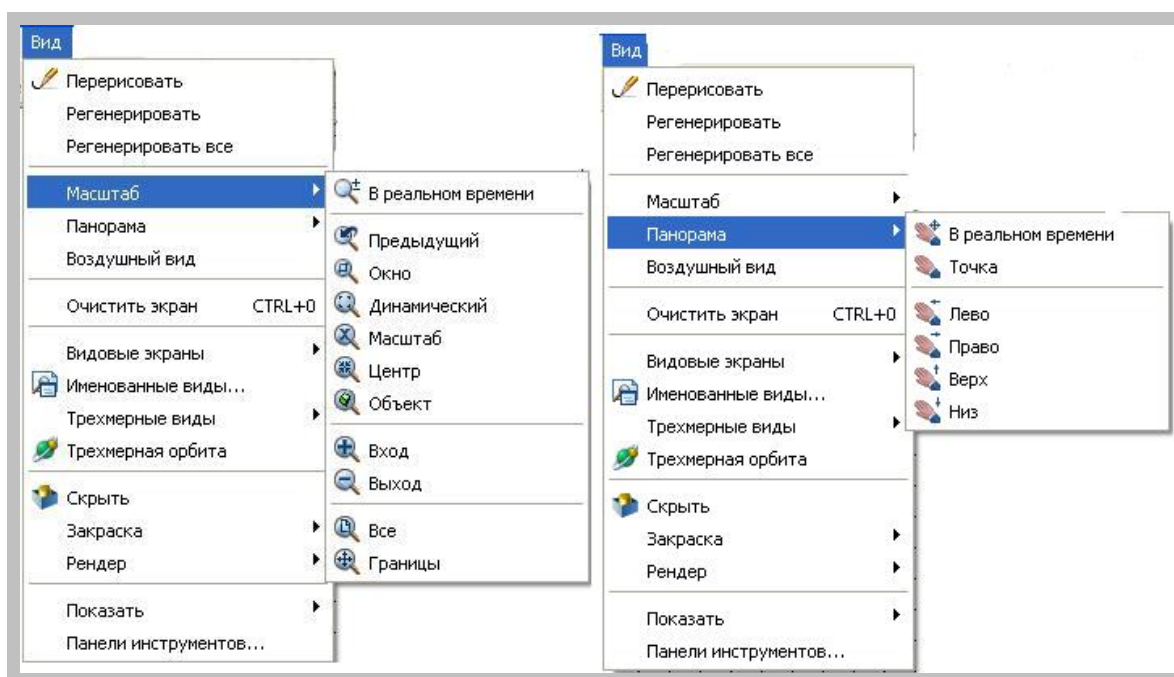 Вид
Перерисовать
Регенерировать
Регенерировать все
Масштаб
Панорама
Воздушный вид
Очистить экран CTRL+0
Видовые экраны
Именованные виды...
Трехмерные виды
Трехмерная орбита
Скрыть
Закраска
Рендер
Показать
Панели инструментов...
В реальном времени
Предыдущий
Окно
Динамический
Масштаб
Центр
Объект
Вход
Выход
Все
Границы
Вид
Перерисовать
Регенерировать
Регенерировать все
Масштаб
Панорама
Воздушный вид
Очистить экран CTRL+0
Видовые экраны
Именованные виды...
Трехмерные виды
Трехмерная орбита
Скрыть
Закраска
Рендер
Показать
Панели инструментов...
В реальном времени
Точка
Лево
Право
Верх
Низ